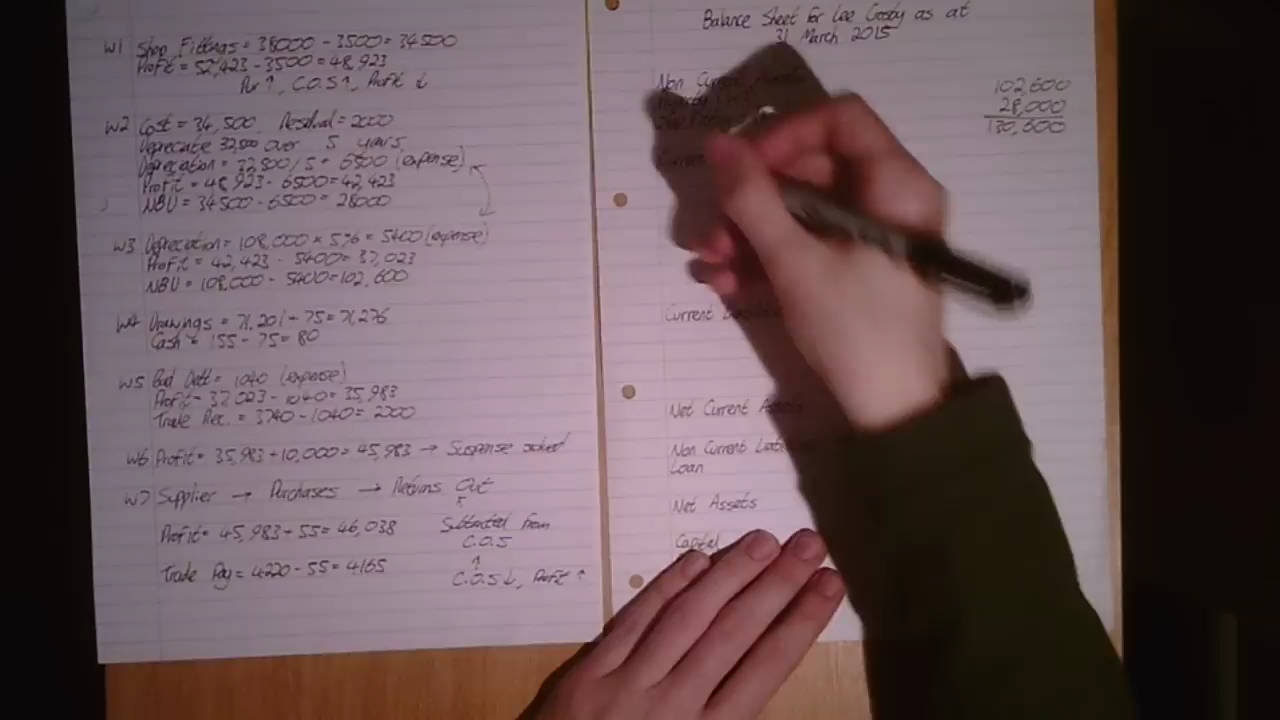 W1 Shop Fittings = 38000 - 3500 = 34500
Profit = 52,423 - 3500 = 48,923
Pur ↑, C.O.S ↑, Profit ↓
W2 Cost = 34,500 Residual = 2000
Depreciate 32,500 over 5 years
Depreciation = 32,500 / 5 = 6500 (expense)
Profit = 48,923 - 6500 = 42,423
NBV = 34500 - 6500 = 28000
W3 Depreciation = 108,000 x 5% = 5400 (expense)
Profit = 42,423 - 5400 = 37,023
NBV = 108,000 - 5400 = 102,600
W4 Drawings = 71,201 + 75 = 71,276
Cash = 155 - 75 = 80
W5 Bad Debt = 1040 (expense)
Profit = 37,023 - 1040 = 35,983
Trade Rec. = 3740 - 1040 = 2700
W6 Profit = 35,983 + 10,000 = 45,983 → Suspense solved
W7 Supplier → Purchases → Returns Out
Subtracted from
C.O.S
Profit = 45,983 + 55 = 46,038
Trade Pay = 4220 - 55 = 4165
C.O.S ↓, Profit ↑
Balance Sheet for Lee Crosby as at
31 March 2015
Non Current
102,600
28,000
130,600
Current
Net Current Assets
Non Current
Loan
Net Assets
Capital